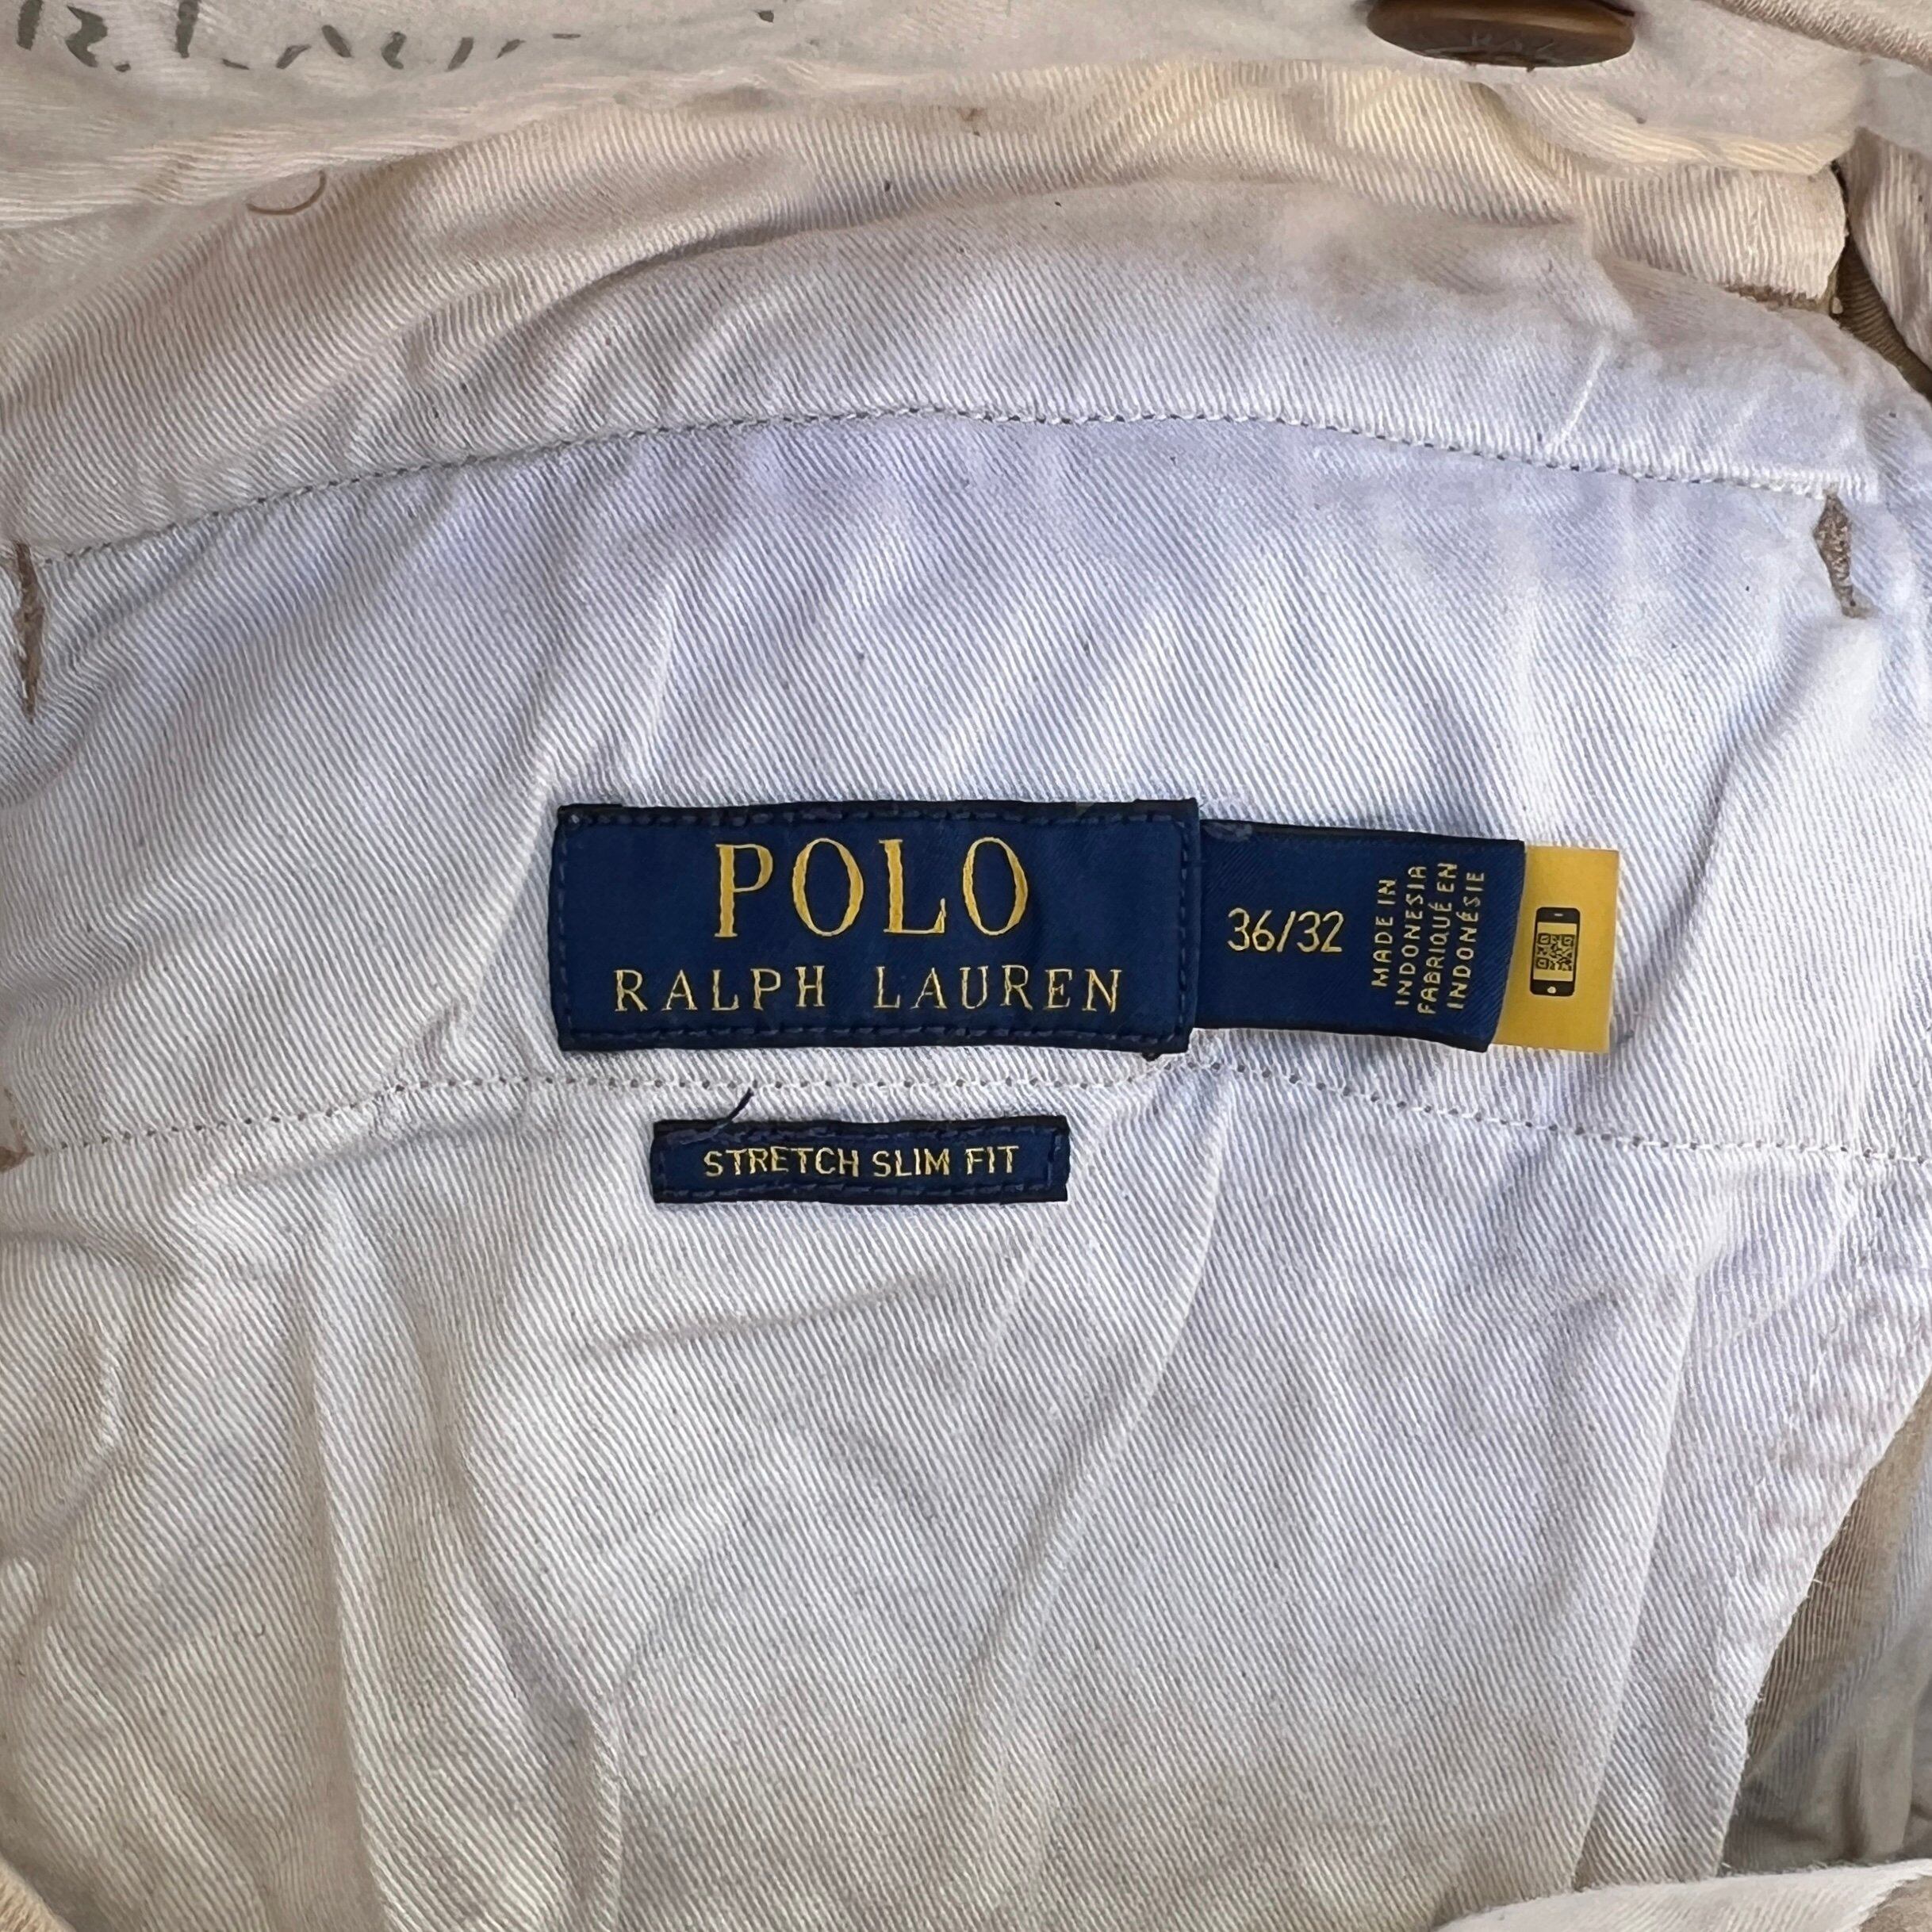 POLO
RALPH LAUREN
36/32
MADE IN
INDONESIA
FABRIQUÉ EN
INDONÉSIE
STRETCH SLIM FIT